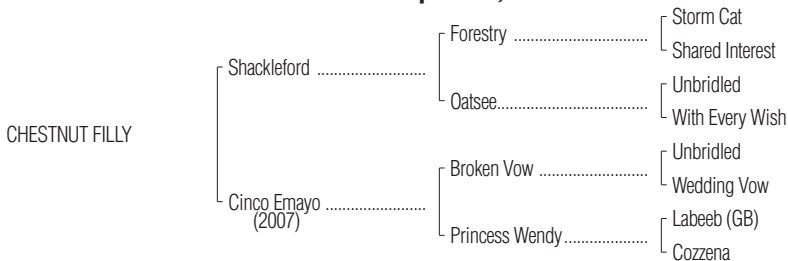 Storm Cat
Forestry
Shared Interest
Shackleford
Unbridled
Oatsee
With Every Wish
CHESTNUT FILLY
Unbridled
Broken Vow
Wedding Vow
Cinco Emayo
(2007)
Labeeb (GB)
Princess Wendy
Cozzena